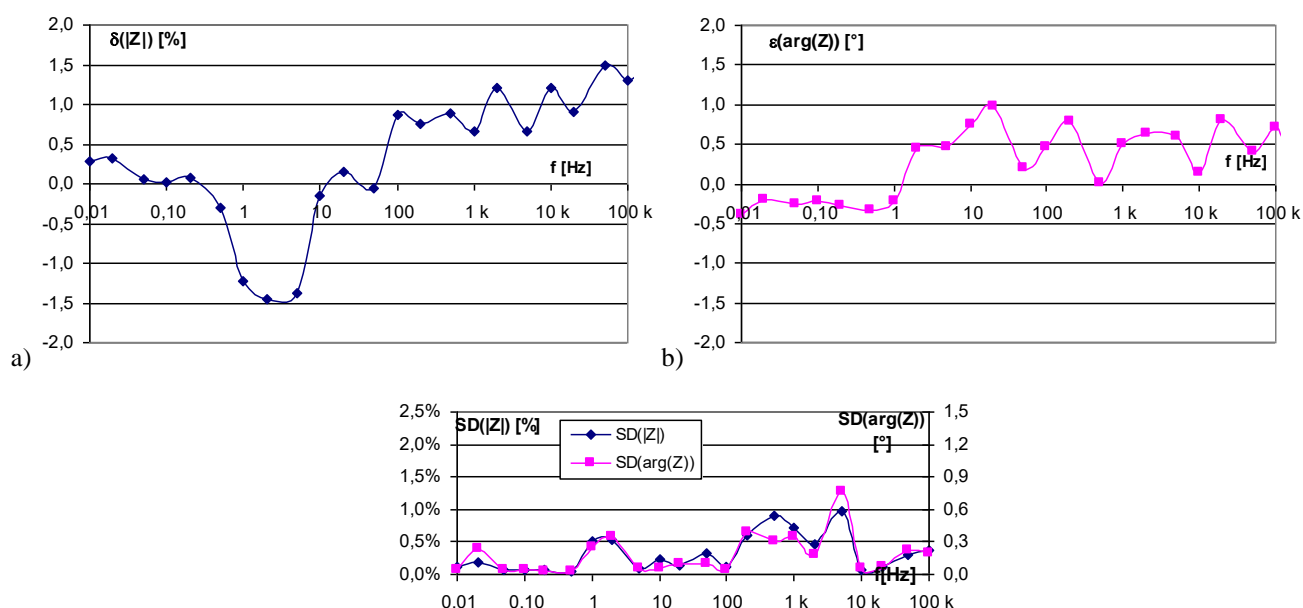 2,0
δ(|Z|) [%]
1,5
1,0
0,5
f [Hz]
0,0
0,01 0,10 1 10 100 1 k 10 k 100 k
-0,5
-1,0
-1,5
-2,0
a)
2,0
ε(arg(Z)) [°]
1,5
1,0
0,5
f [Hz]
0,0
0,01 0,10 1 10 100 1 k 10 k 100 k
-0,5
-1,0
-1,5
-2,0
b)
2,5% SD(|Z|) [%] SD(arg(Z)) 1,5
[°]
SD(|Z|)
SD(arg(Z))
2,0% 1,2
1,5% 0,9
1,0% 0,6
0,5% 0,3
0,0% f[Hz] 0,0
0.01 0.10 1 10 100 1 k 10 k 100 k